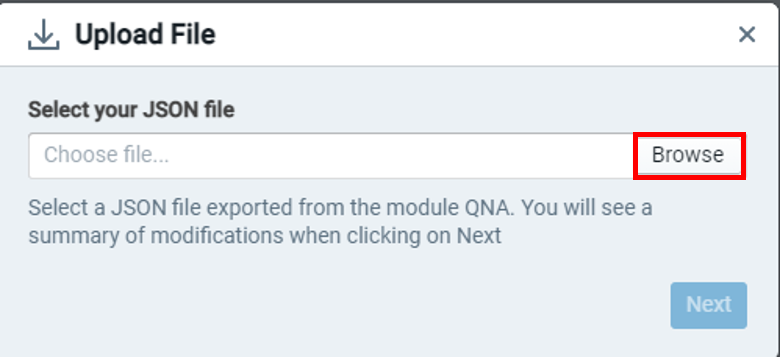 Upload File
Select your JSON file
Choose file...
Browse
Select a JSON file exported from the module QNA. You will see a
summary of modifications when clicking on Next
Next